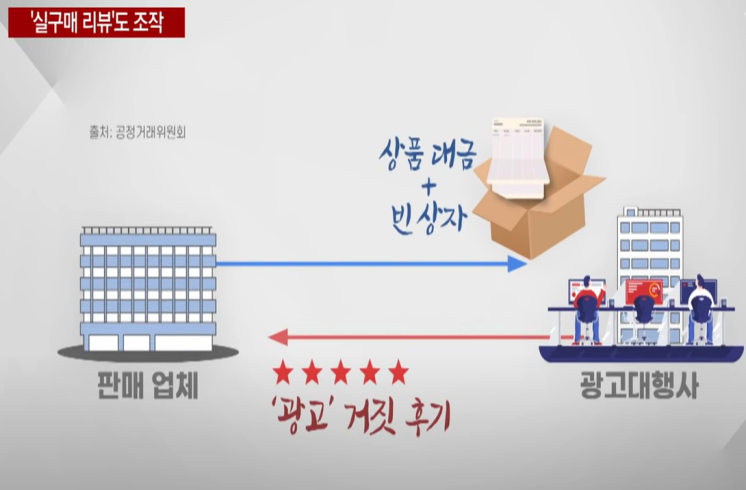 '실구매 리뷰'도 조작
출처: 공정거래위원회
상품 대금
+
빈 상자
판매 업체
광고대행사
'광고' 거짓 후기